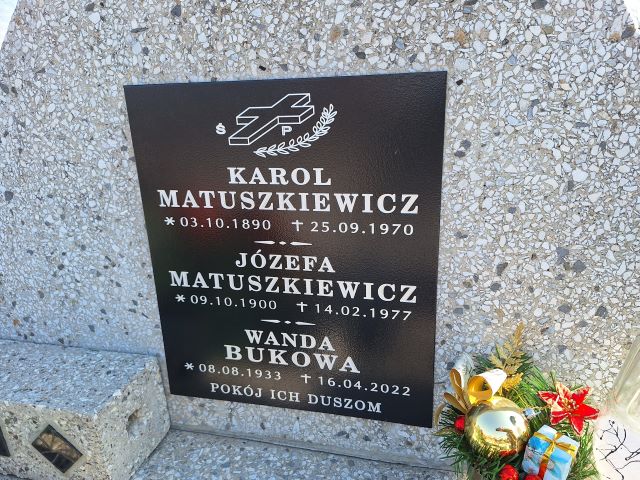 Ś P
KAROL
MATUSZKIEWICZ
* 03.10.1890 † 25.09.1970
JÓZEFA
MATUSZKIEWICZ
* 09.10.1900 † 14.02.1977
WANDA
BUKOWA
* 08.08.1933 † 16.04.2022
POKÓJ ICH DUSZOM